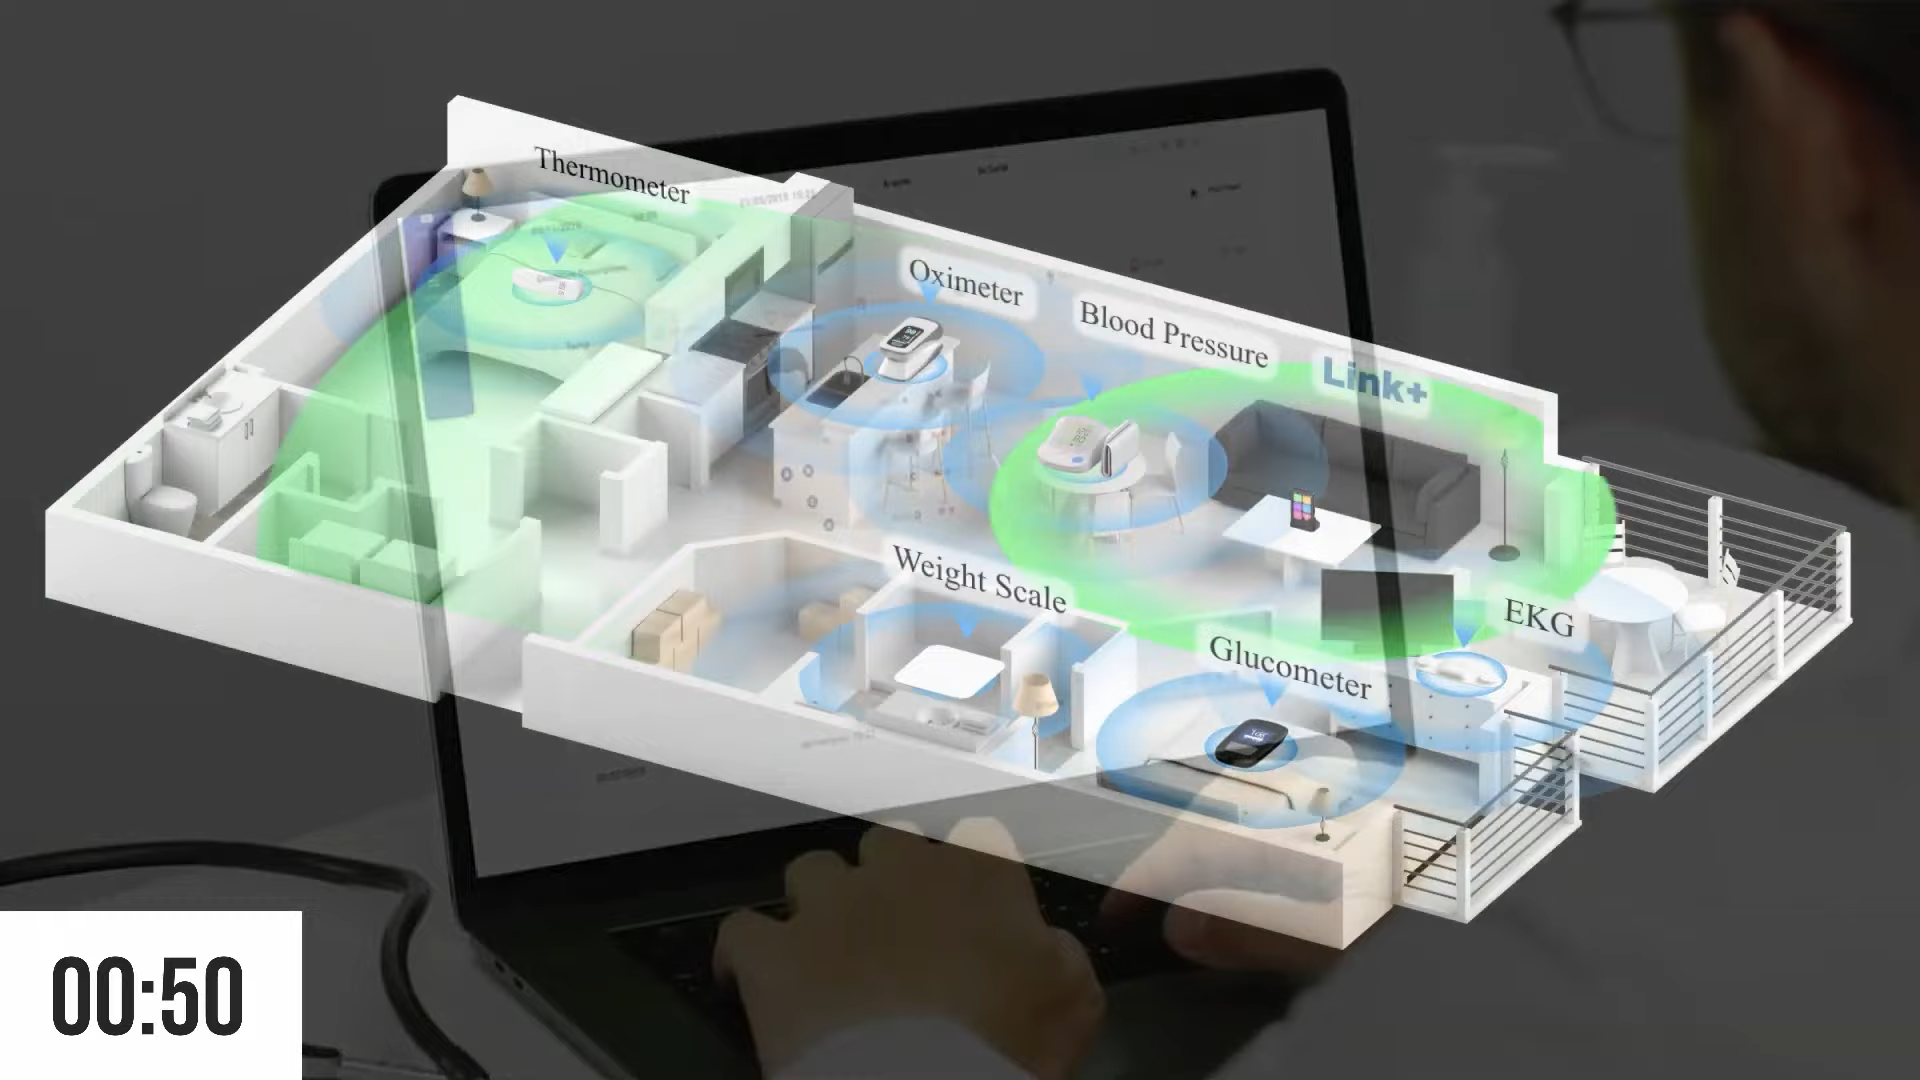 Thermometer
Oximeter
Blood Pressure
Link+
Weight Scale
EKG
Glucometer
00:50